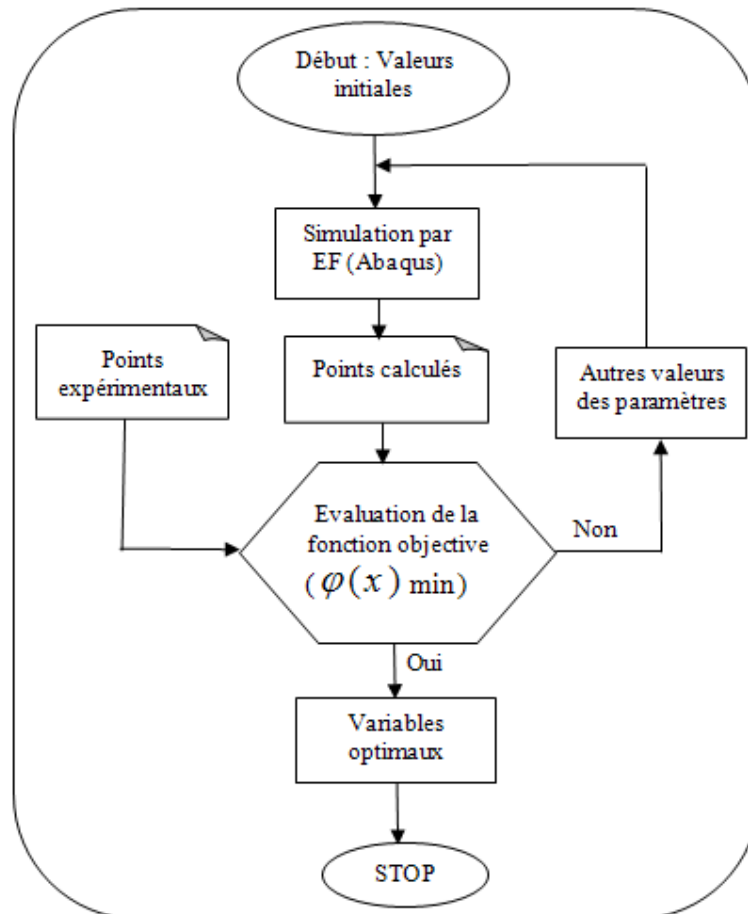 Début : Valeurs
initiales
Simulation par
EF (Abaqus)
Points
expérimentaux
Points calculés
Autres valeurs
des paramètres
Evaluation de la
fonction objective
( φ(x) min)
Non
Oui
Variables
optimaux
STOP